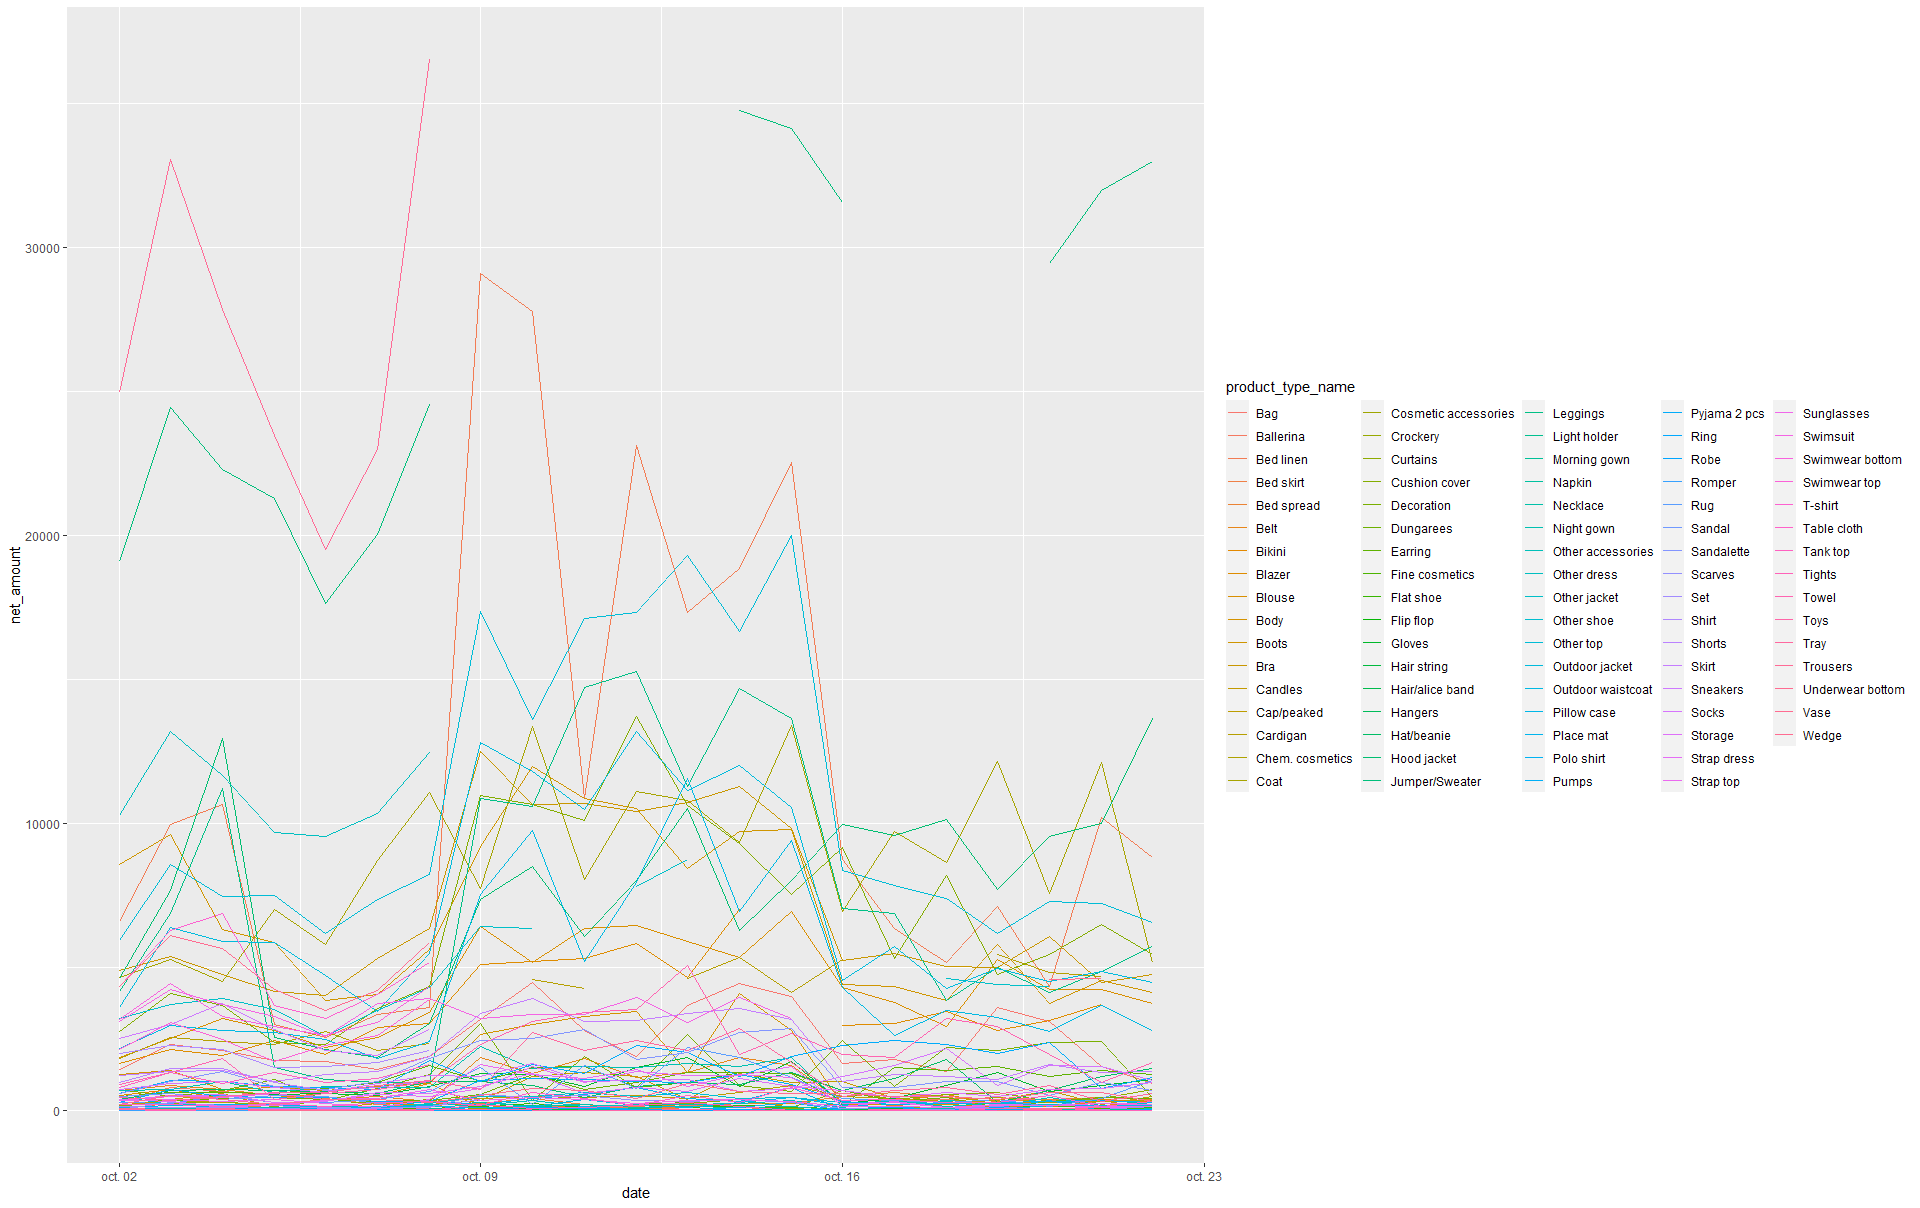 30000
20000
10000
0
net_amount
oct. 02
oct. 09
oct. 16
oct. 23
date
product_type_name
Bag
Ballerina
Bed linen
Bed skirt
Bed spread
Belt
Bikini
Blazer
Blouse
Body
Boots
Bra
Candles
Cap/peaked
Cardigan
Chem. cosmetics
Coat
Cosmetic accessories
Crockery
Curtains
Cushion cover
Decoration
Dungarees
Earring
Fine cosmetics
Flat shoe
Flip flop
Gloves
Hair string
Hair/alice band
Hangers
Hat/beanie
Hood jacket
Jumper/Sweater
Leggings
Light holder
Morning gown
Napkin
Necklace
Night gown
Other accessories
Other dress
Other jacket
Other shoe
Other top
Outdoor jacket
Outdoor waistcoat
Pillow case
Place mat
Polo shirt
Pumps
Pyjama 2 pcs
Ring
Robe
Romper
Rug
Sandal
Sandalette
Scarves
Set
Shirt
Shorts
Skirt
Sneakers
Socks
Storage
Strap dress
Strap top
Sunglasses
Swimsuit
Swimwear bottom
Swimwear top
T-shirt
Table cloth
Tank top
Tights
Towel
Toys
Tray
Trousers
Underwear bottom
Vase
Wedge